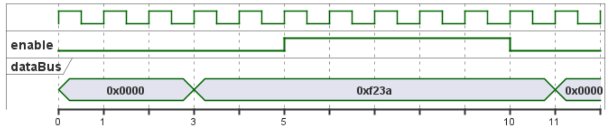 enable
dataBus
0x0000 0xf23a 0x0000
0 1 3 5 10 11